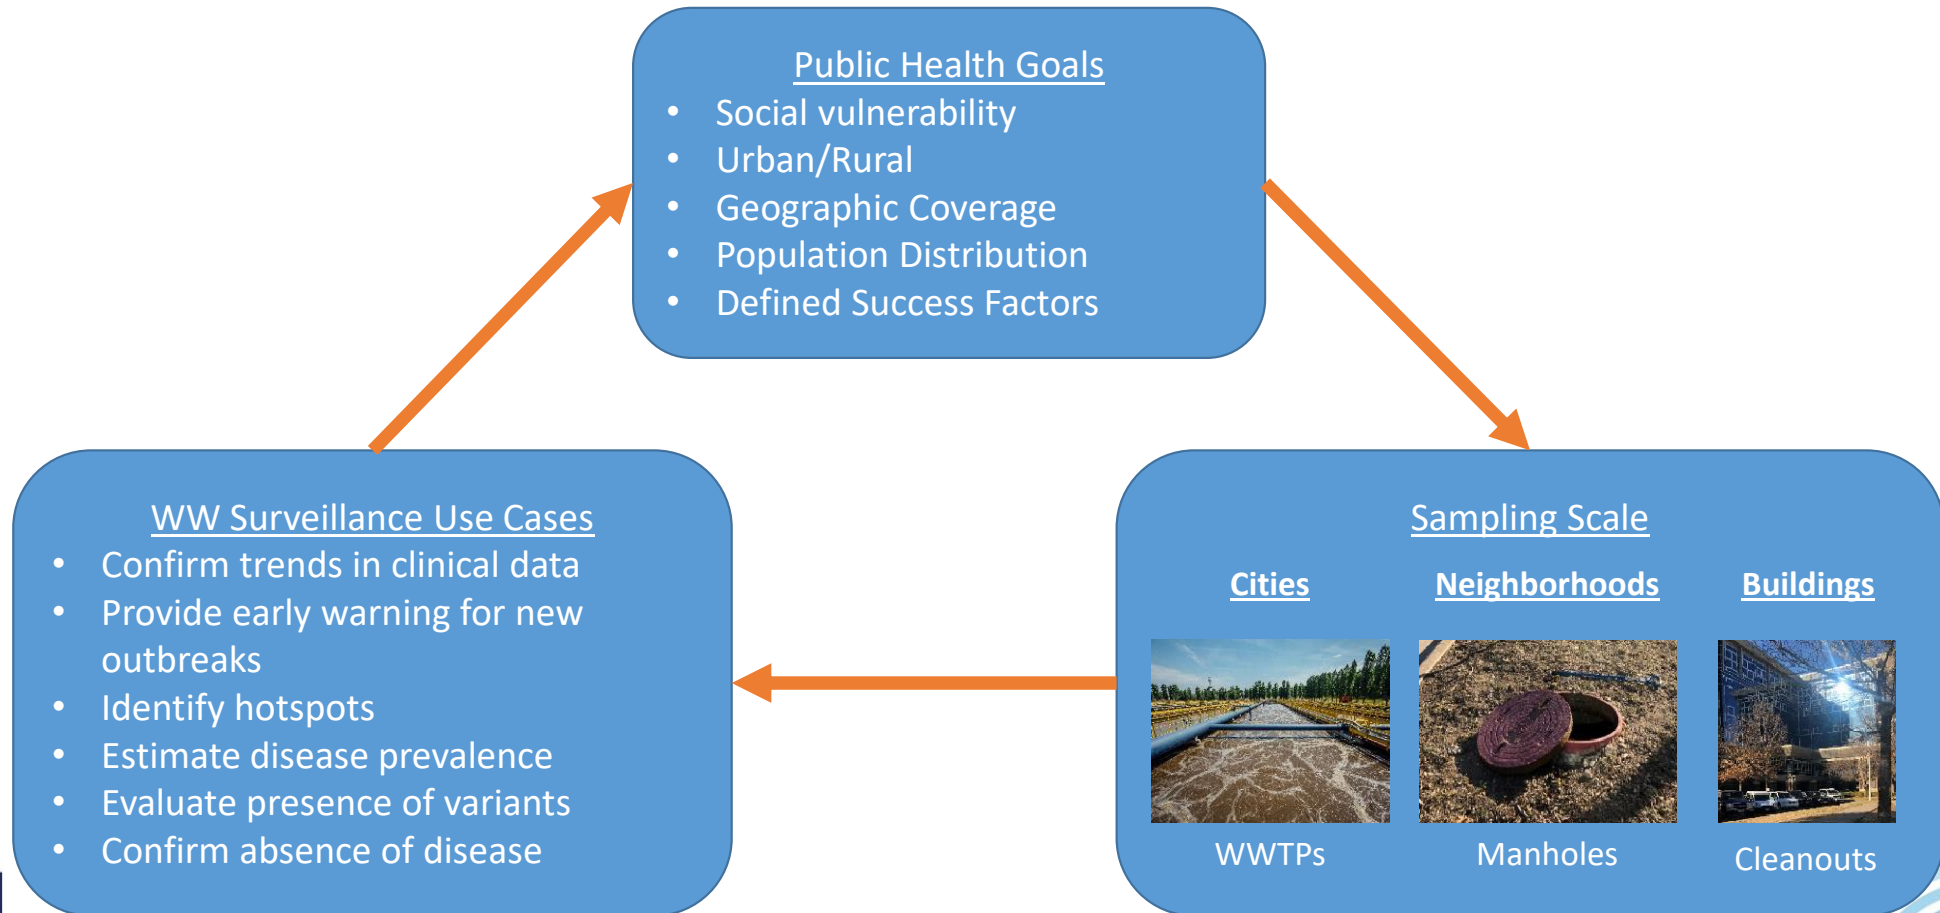 Public Health Goals
• Social vulnerability
• Urban/Rural
• Geographic Coverage
• Population Distribution
• Defined Success Factors
WW Surveillance Use Cases
• Confirm trends in clinical data
• Provide early warning for new
outbreaks
• Identify hotspots
• Estimate disease prevalence
• Evaluate presence of variants
• Confirm absence of disease
Sampling Scale
Cities Neighborhoods Buildings
WWTPs Manholes Cleanouts